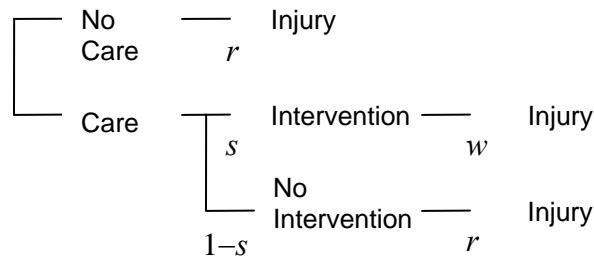 No Injury
Care r
Care Intervention Injury
s w
No
Intervention Injury
1–s r